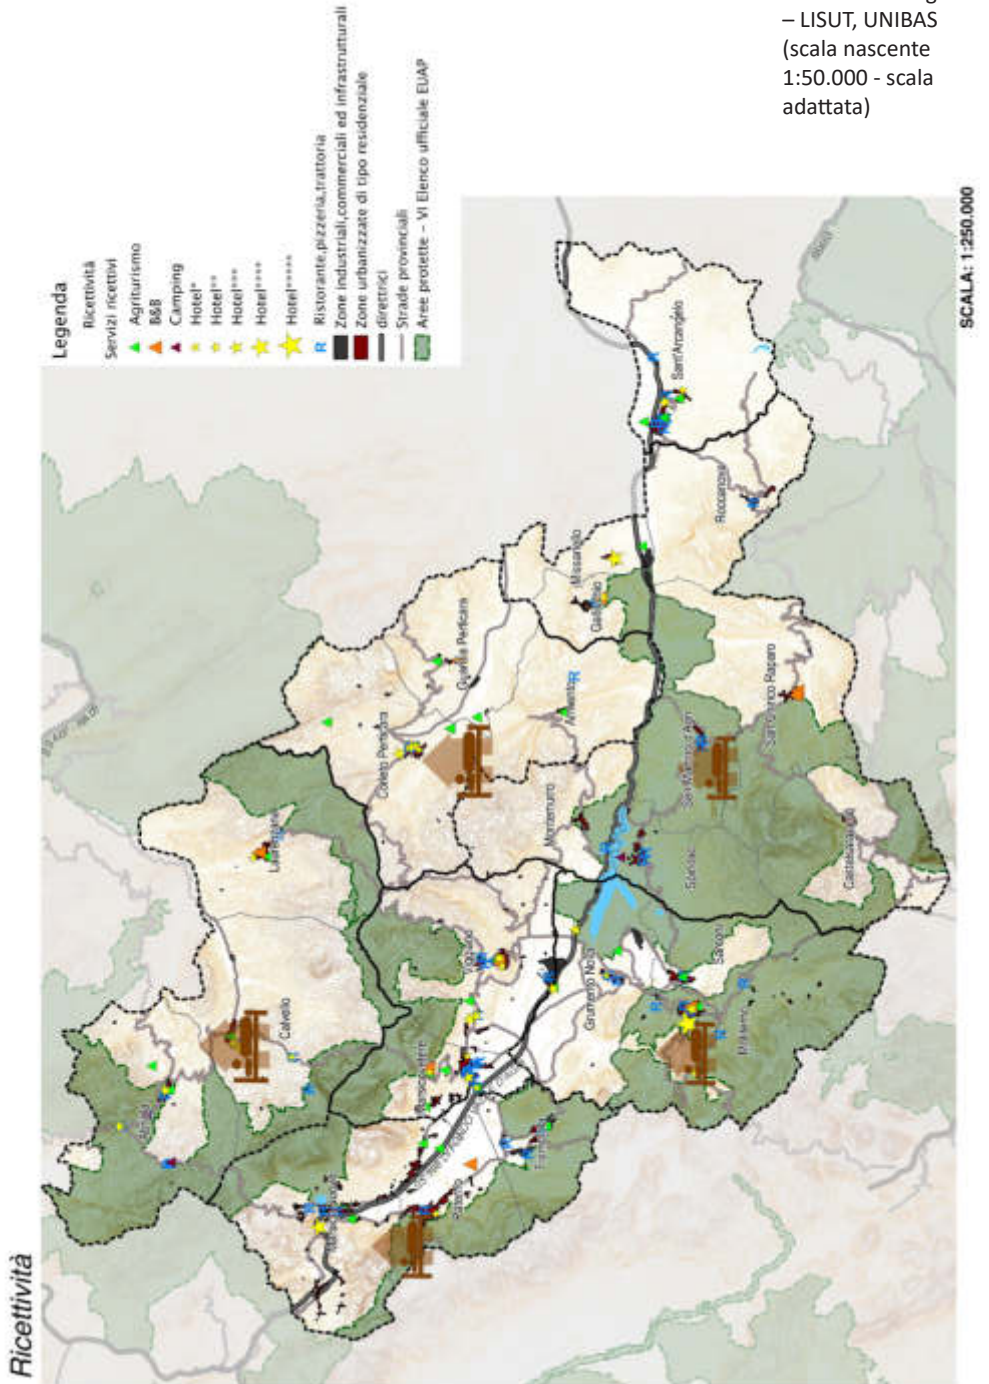 – LISUT, UNIBAS
(scala nascente
1:50.000 - scala
adattata)
Ricettività
Legenda
Ricettività
Servizi ricettivi
Agriturismo
B&B
Camping
Hotel*
Hotel**
Hotel***
Hotel****
Hotel*****
R Ristorante,pizzeria,trattoria
Zone industriali,commerciali ed infrastrutturali
Zone urbanizzate di tipo residenziale
direttrici
Strade provinciali
Aree protette – VI Elenco ufficiale EUAP
Calvello
Laurenzana
Corleto Perticara
Guardia Perticara
Armento
Missanello
Gallicchio
Sant'Arcangelo
Roccanova
San Chirico Raparo
San Martino d'Agri
Castelsaraceno
Montemurro
Viggiano
Grumento Nova
Sarconi
Moliterno
Tramutola
SCALA: 1:250.000